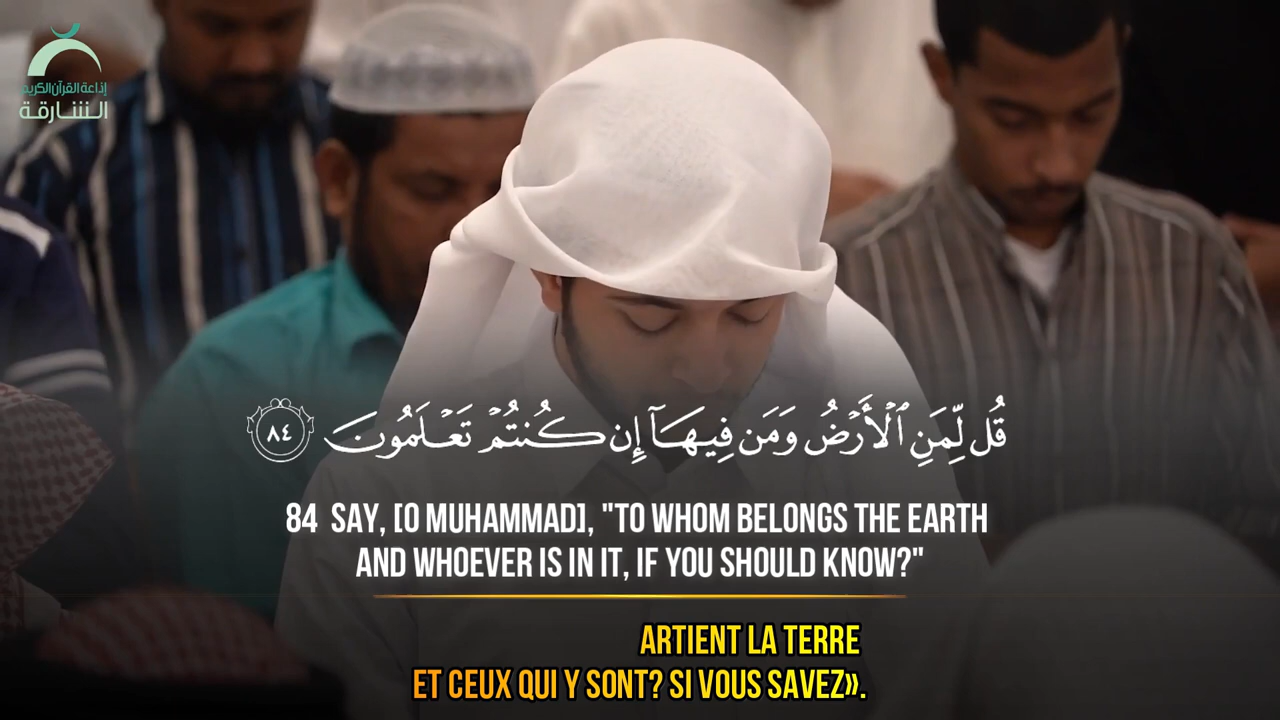 إذاعة القرآن الكريم
الشارقة
قُل لِّمَنِ ٱلْأَرْضُ وَمَن فِيهَآ إِن كُنتُمْ تَعْلَمُونَ ٨٤
84 SAY, [O MUHAMMAD], "TO WHOM BELONGS THE EARTH
AND WHOEVER IS IN IT, IF YOU SHOULD KNOW?"
ARTIENT LA TERRE
ET CEUX QUI Y SONT? SI VOUS SAVEZ».